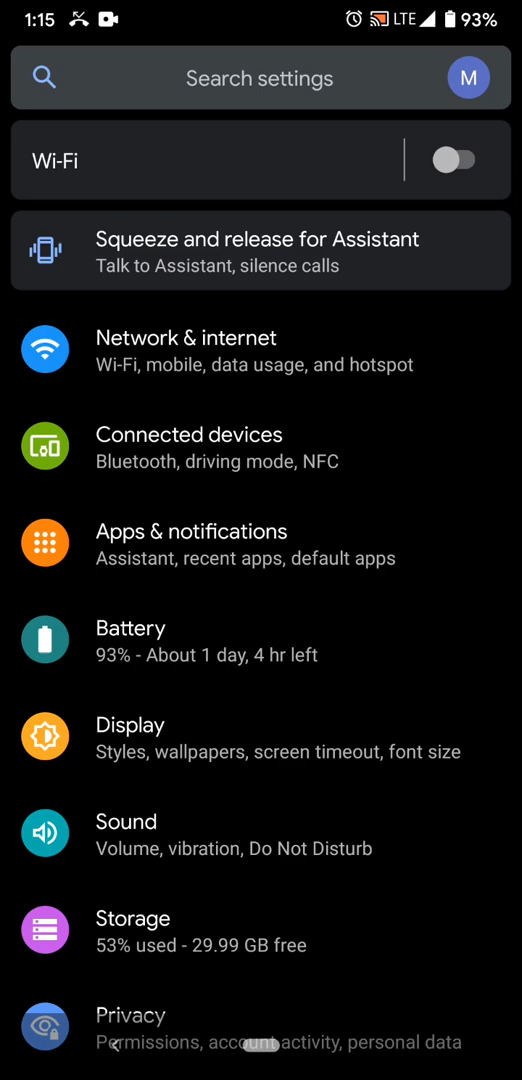 1:15 LTE 93%
Search settings M
Wi-Fi
Squeeze and release for Assistant
Talk to Assistant, silence calls
Network & internet
Wi-Fi, mobile, data usage, and hotspot
Connected devices
Bluetooth, driving mode, NFC
Apps & notifications
Assistant, recent apps, default apps
Battery
93% - About 1 day, 4 hr left
Display
Styles, wallpapers, screen timeout, font size
Sound
Volume, vibration, Do Not Disturb
Storage
53% used - 29.99 GB free
Privacy
Permissions, account activity, personal data